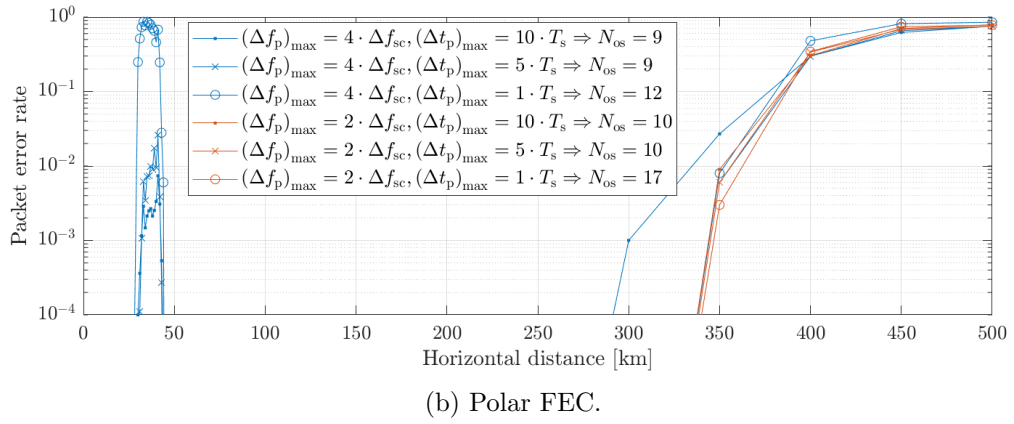 10⁰
10⁻¹
10⁻²
10⁻³
10⁻⁴
Packet error rate
(Δf_p)_max = 4 · Δf_sc, (Δt_p)_max = 10 · T_s ⇒ N_os = 9
(Δf_p)_max = 4 · Δf_sc, (Δt_p)_max = 5 · T_s ⇒ N_os = 9
(Δf_p)_max = 4 · Δf_sc, (Δt_p)_max = 1 · T_s ⇒ N_os = 12
(Δf_p)_max = 2 · Δf_sc, (Δt_p)_max = 10 · T_s ⇒ N_os = 10
(Δf_p)_max = 2 · Δf_sc, (Δt_p)_max = 5 · T_s ⇒ N_os = 10
(Δf_p)_max = 2 · Δf_sc, (Δt_p)_max = 1 · T_s ⇒ N_os = 17
0 50 100 150 200 250 300 350 400 450 500
Horizontal distance [km]
(b) Polar FEC.